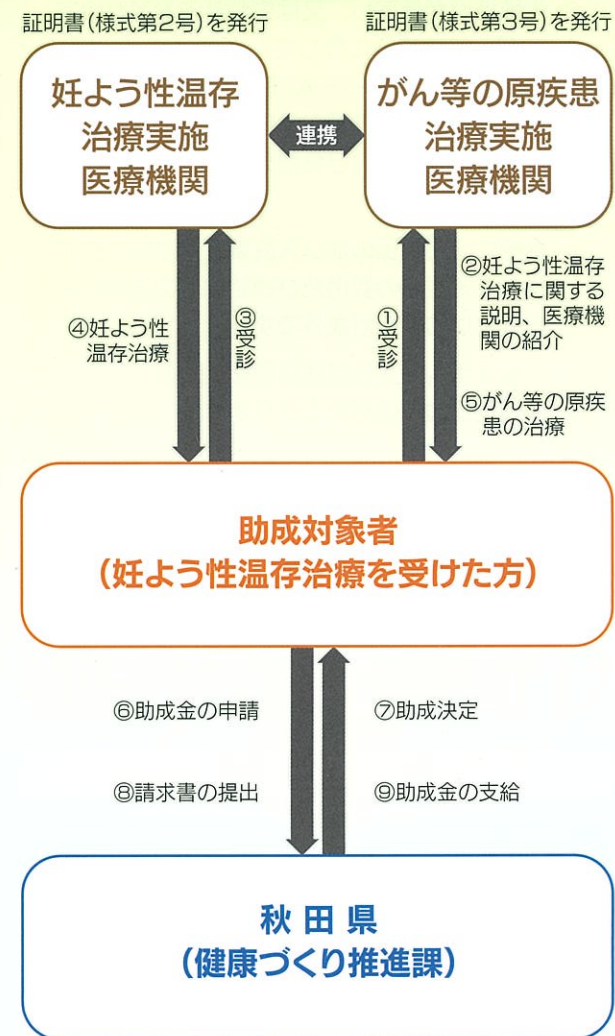 証明書(様式第2号)を発行
証明書(様式第3号)を発行
妊よう性温存
治療実施
医療機関
連携
がん等の原疾患
治療実施
医療機関
④妊よう性
温存治療
③受診
①受診
②妊よう性温存
治療に関する
説明、医療機
関の紹介
⑤がん等の原疾
患の治療
助成対象者
(妊よう性温存治療を受けた方)
⑥助成金の申請
⑦助成決定
⑧請求書の提出
⑨助成金の支給
秋田県
(健康づくり推進課)